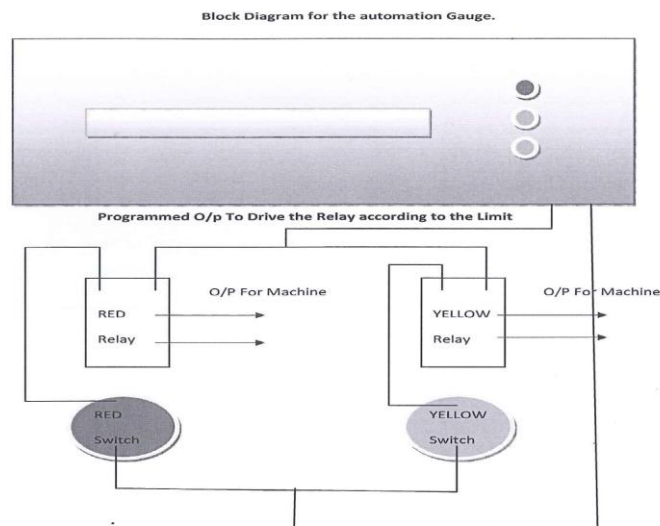 Block Diagram for the automation Gauge.
Programmed O/p To Drive the Relay according to the Limit
O/P For Machine
O/P For Machine
RED
Relay
YELLOW
Relay
RED
Switch
YELLOW
Switch